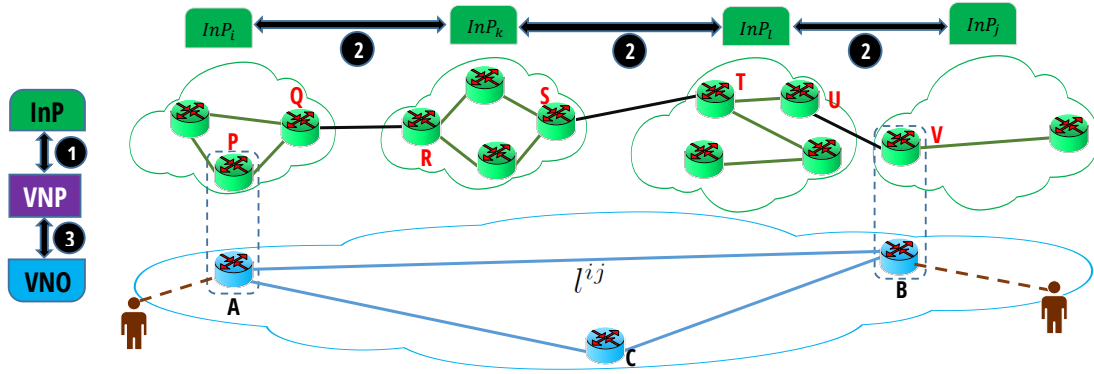 InP_i
InP_k
InP_l
InP_j
2
2
2
Q
S
T
U
InP
P
R
V
1
VNP
3
VNO
A
l^{ij}
B
C